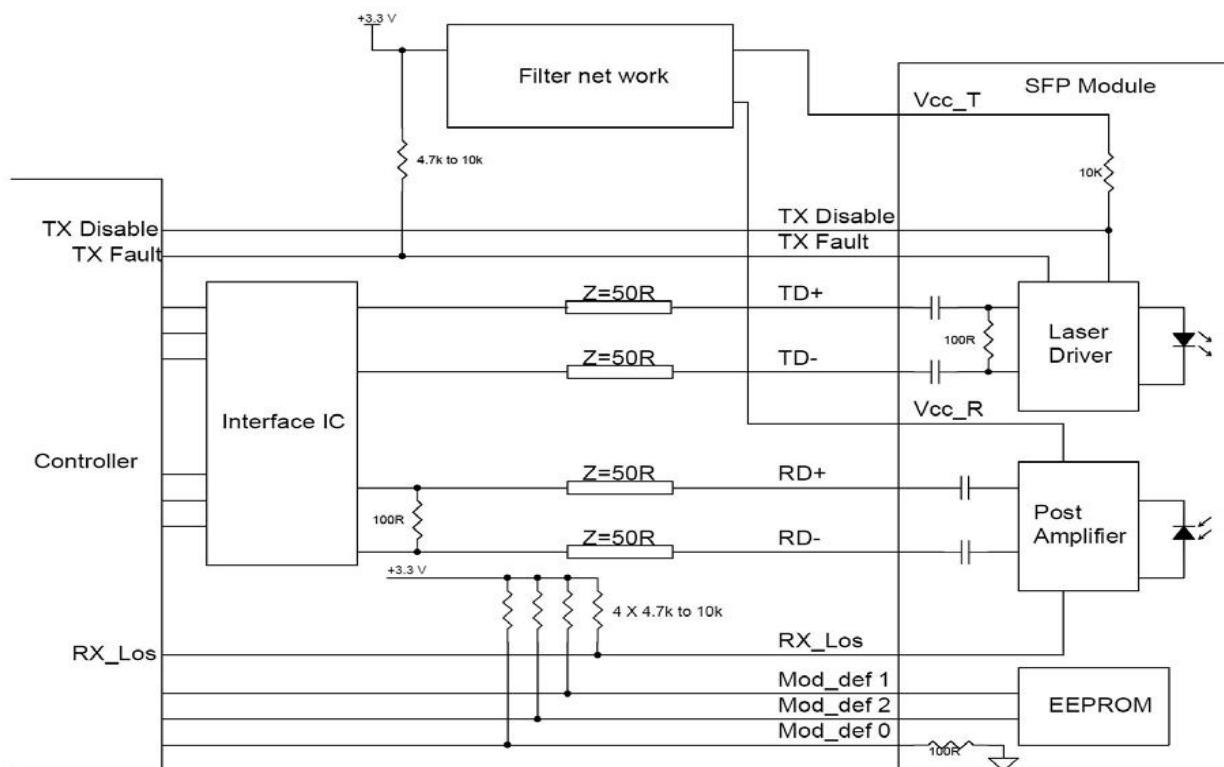 +3.3 V
Filter net work
SFP Module
Vcc_T
4.7k to 10k
10K
TX Disable
TX Disable
TX Fault
TX Fault
Z=50R
TD+
100R
Laser
Driver
Z=50R
TD-
Vcc_R
Interface IC
Controller
Z=50R
RD+
100R
Post
Amplifier
Z=50R
RD-
+3.3 V
4 X 4.7k to 10k
RX_Los
RX_Los
Mod_def 1
EEPROM
Mod_def 2
Mod_def 0
100R